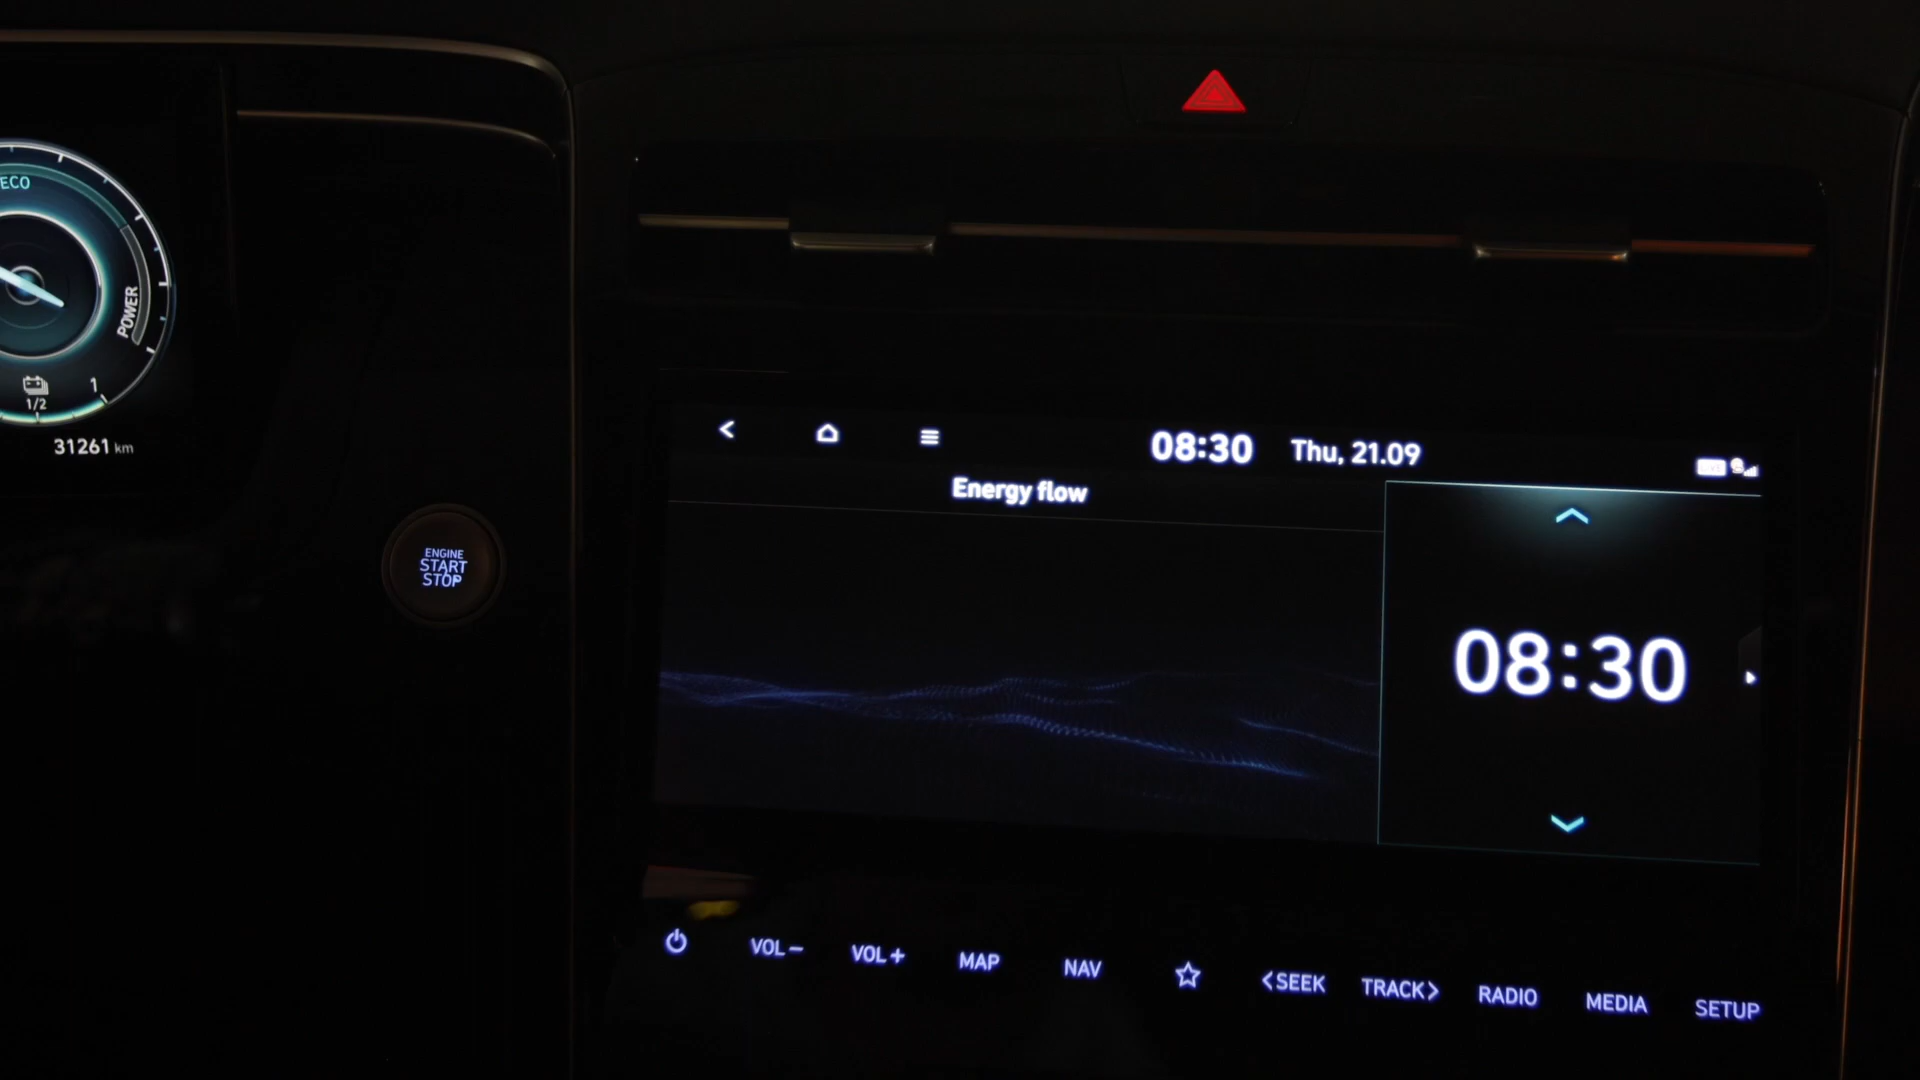 ECO
POWER
1/2
1
31261 km
ENGINE
START
STOP
08:30 Thu, 21.09
Energy flow
08:30
VOL− VOL+ MAP NAV <SEEK TRACK> RADIO MEDIA SETUP